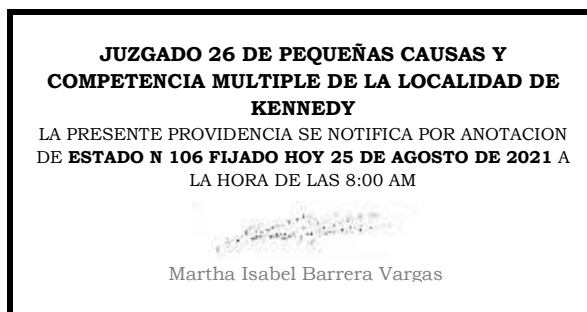 JUZGADO 26 DE PEQUEÑAS CAUSAS Y
COMPETENCIA MULTIPLE DE LA LOCALIDAD DE
KENNEDY
LA PRESENTE PROVIDENCIA SE NOTIFICA POR ANOTACION
DE ESTADO N 106 FIJADO HOY 25 DE AGOSTO DE 2021 A
LA HORA DE LAS 8:00 AM
Martha Isabel Barrera Vargas